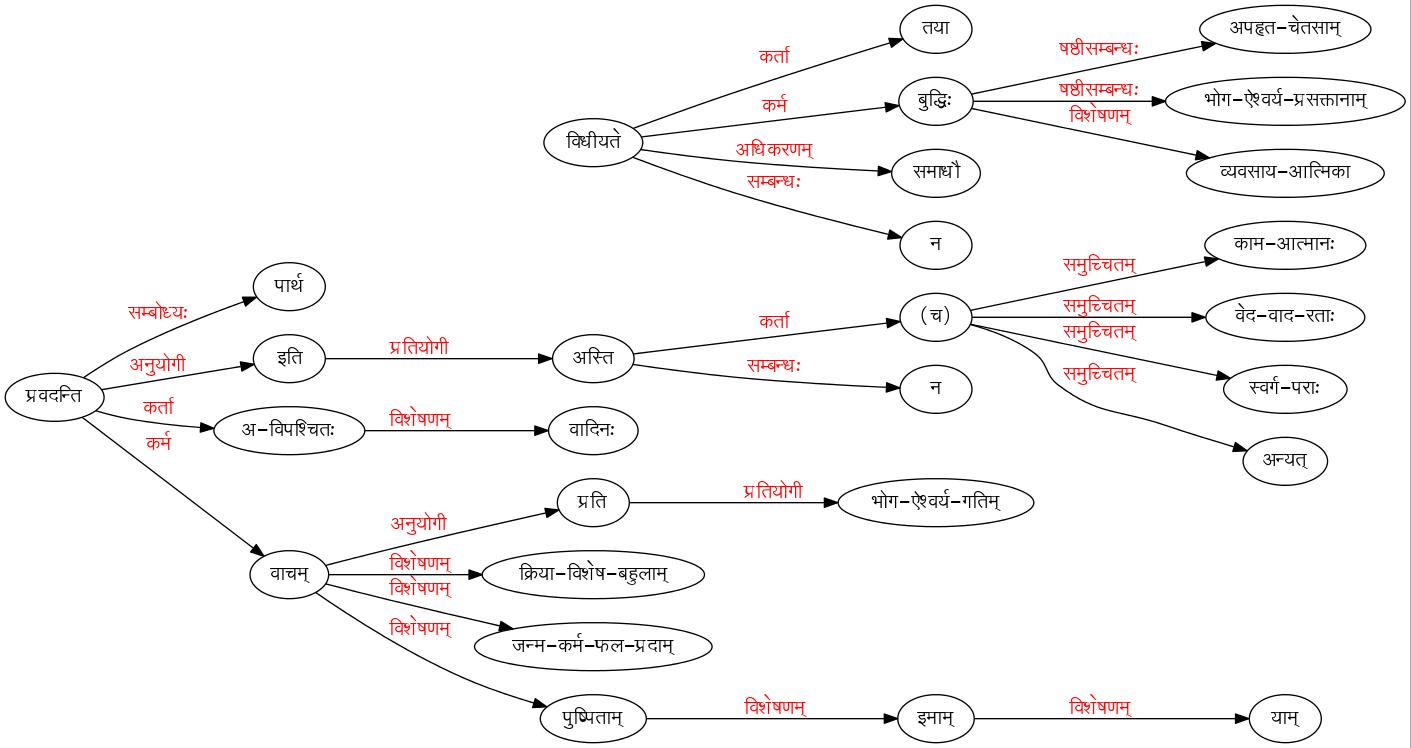 तया
कर्ता
अपहृत-चेतसाम्
षष्ठीसम्बन्धः
कर्म
बुद्धिः
षष्ठीसम्बन्धः
भोग-ऐश्वर्य-प्रसक्तानाम्
विशेषणम्
विधीयते
अधिकरणम्
समाधौ
व्यवसाय-आत्मिका
सम्बन्धः
न
काम-आत्मानः
समुच्चितम्
पार्थ
सम्बोध्यः
कर्ता
(च)
समुच्चितम्
वेद-वाद-रताः
समुच्चितम्
अनुयोगी
इति
प्रतियोगी
अस्ति
सम्बन्धः
न
समुच्चितम्
स्वर्ग-पराः
प्रवदन्ति
कर्ता
अ-विपश्चितः
विशेषणम्
वादिनः
कर्म
अन्यत्
प्रति
प्रतियोगी
भोग-ऐश्वर्य-गतिम्
अनुयोगी
वाचम्
विशेषणम्
क्रिया-विशेष-बहुलाम्
विशेषणम्
जन्म-कर्म-फल-प्रदाम्
विशेषणम्
पुष्पिताम्
विशेषणम्
इमाम्
विशेषणम्
याम्